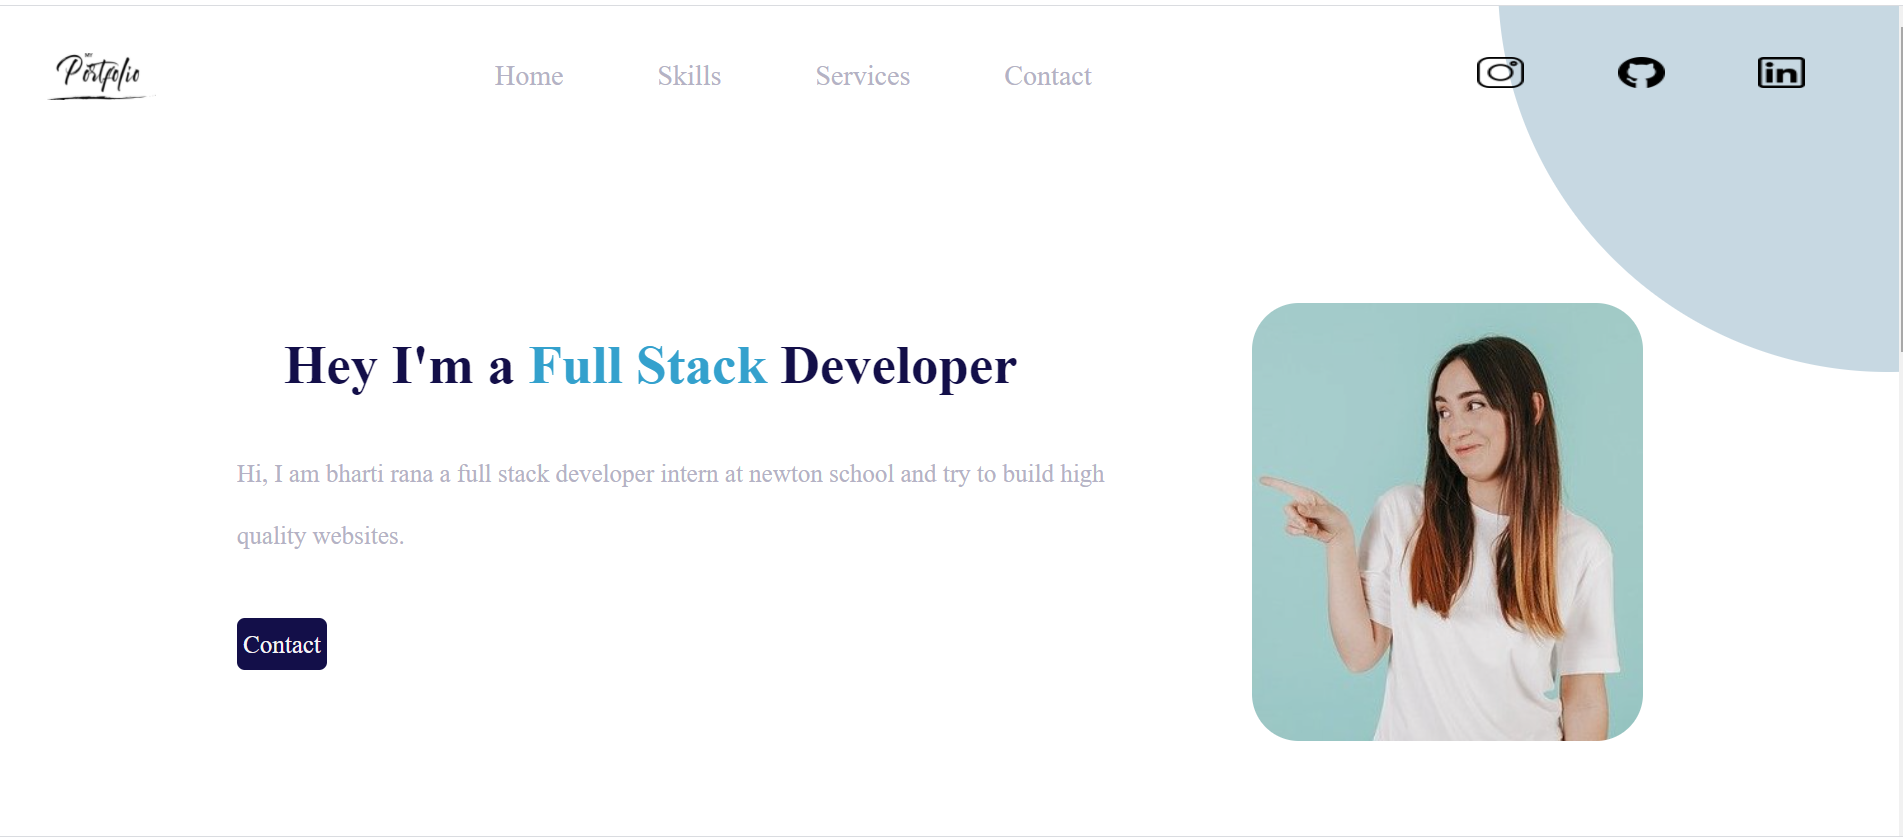 MY
Portfolio
Home Skills Services Contact
in
Hey I'm a Full Stack Developer
Hi, I am bharti rana a full stack developer intern at newton school and try to build high
quality websites.
Contact